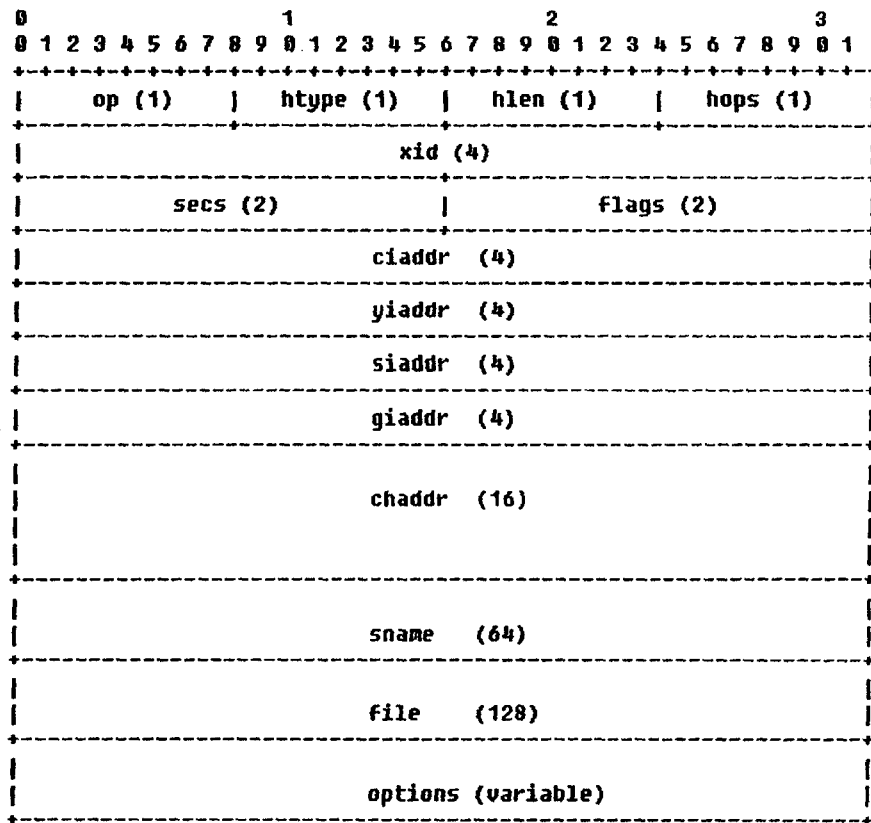 0 1 2 3
0 1 2 3 4 5 6 7 8 9 0 1 2 3 4 5 6 7 8 9 0 1 2 3 4 5 6 7 8 9 0 1
op (1) | htype (1) | hlen (1) | hops (1)
xid (4)
secs (2) | flags (2)
ciaddr (4)
yiaddr (4)
siaddr (4)
giaddr (4)
chaddr (16)
sname (64)
file (128)
options (variable)